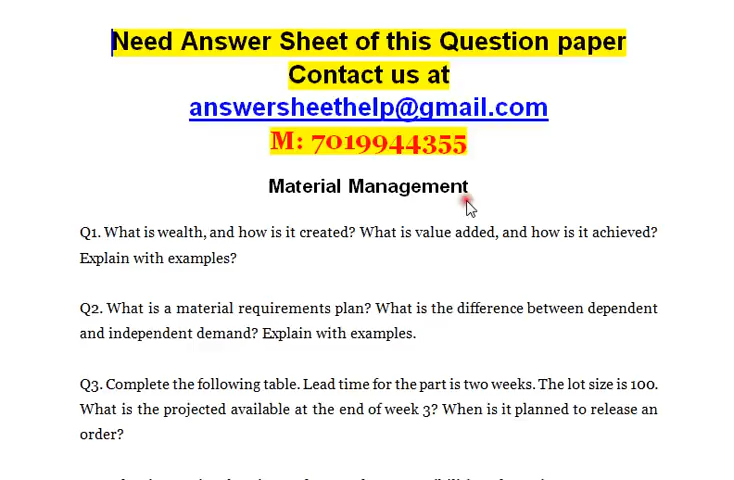 Need Answer Sheet of this Question paper
Contact us at
answersheethelp@gmail.com
M: 7019944355
Material Management
Q1. What is wealth, and how is it created? What is value added, and how is it achieved?
Explain with examples?
Q2. What is a material requirements plan? What is the difference between dependent
and independent demand? Explain with examples.
Q3. Complete the following table. Lead time for the part is two weeks. The lot size is 100.
What is the projected available at the end of week 3? When is it planned to release an
order?